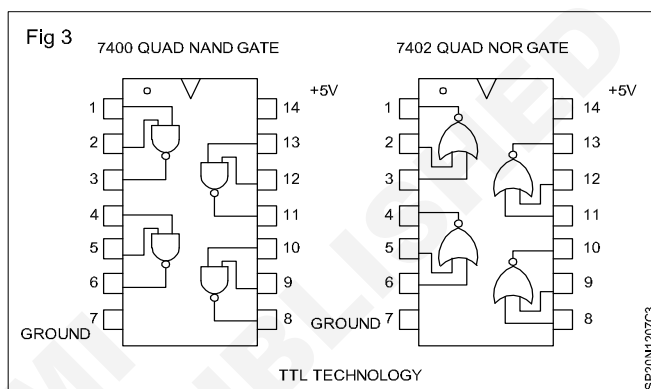 Fig 3
7400 QUAD NAND GATE
7402 QUAD NOR GATE
1 14 +5V
2 13
3 12
4 11
5 10
6 9
7 8
GROUND
1 14 +5V
2 13
3 12
4 11
5 10
6 9
GROUND 7 8
TTL TECHNOLOGY
SP20N1207C3